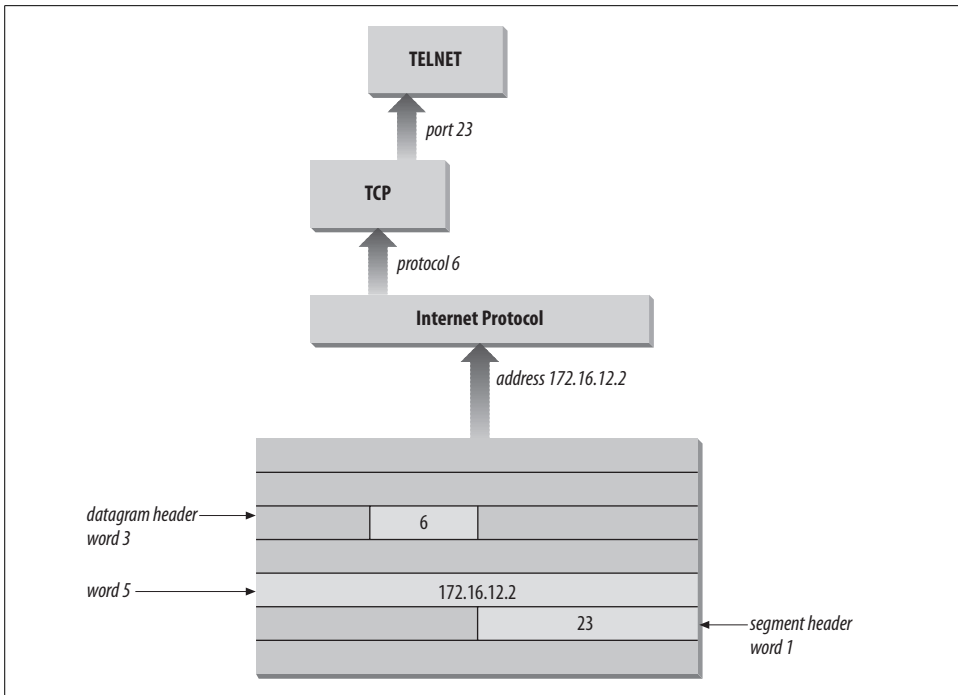 TELNET
port 23
TCP
protocol 6
Internet Protocol
address 172.16.12.2
datagram header
word 3
6
word 5
172.16.12.2
23
segment header
word 1